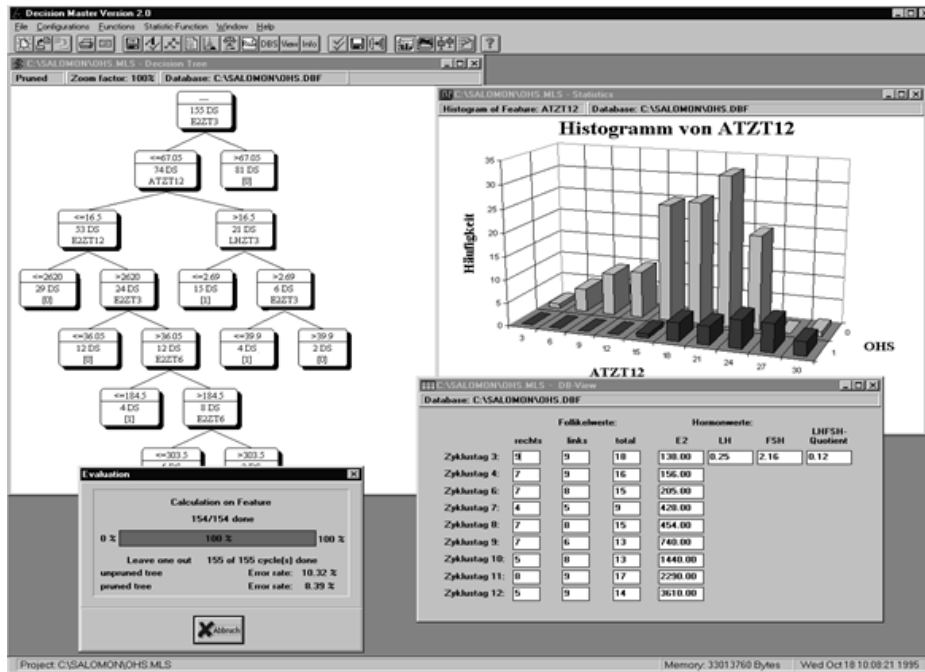 Decision Master Version 2.0
File Configurations Functions Statistic-Function Window Help
DBS View Info
C:\SALOMON\OHS.MLS - Decision Tree
Pruned Zoom factor: 100% Database: C:\SALOMON\OHS.DBF
155 DS
E2ZT3
<=67.05 >67.05
74 DS 81 DS
ATZT12 [0]
<=16.5 >16.5
53 DS 21 DS
E2ZT12 LHZT3
<=2620 >2620 <=2.69 >2.69
29 DS 24 DS 15 DS 6 DS
[0] E2ZT3 [1] E2ZT3
<=36.05 >36.05 <=39.9 >39.9
12 DS 12 DS 4 DS 2 DS
[0] E2ZT6 [1] [0]
<=184.5 >184.5
4 DS 8 DS
[1] E2ZT6
<=303.5 >303.5
C:\SALOMON\OHS.MLS - Statistics
Histogram of Feature: ATZT12 Database: C:\SALOMON\OHS.DBF
Histogramm von ATZT12
Häufigkeit
35
30
25
20
15
10
5
0
3 6 9 12 15 18 21 24 27 30
ATZT12
0
1
OHS
C:\SALOMON\OHS.MLS - DB-View
Database: C:\SALOMON\OHS.DBF
Follikelwerte: Hormonwerte:
rechts links total E2 LH FSH LHFSH-
Quotient
Zyklustag 3: 9 9 18 138.00 0.25 2.16 0.12
Zyklustag 4: 7 9 16 156.00
Zyklustag 6: 7 8 15 205.00
Zyklustag 7: 4 5 9 428.00
Zyklustag 8: 7 8 15 454.00
Zyklustag 9: 7 6 13 740.00
Zyklustag 10: 5 8 13 1440.00
Zyklustag 11: 8 9 17 2290.00
Zyklustag 12: 5 9 14 3610.00
Evaluation
Calculation on Feature
154/154 done
0 % 100 % 100 %
Leave one out 155 of 155 cycle(s) done
unpruned tree Error rate: 10.32 %
pruned tree Error rate: 8.39 %
Abbruch
Project: C:\SALOMON\OHS.MLS Memory: 33013760 Bytes Wed Oct 18 10:08:21 1995